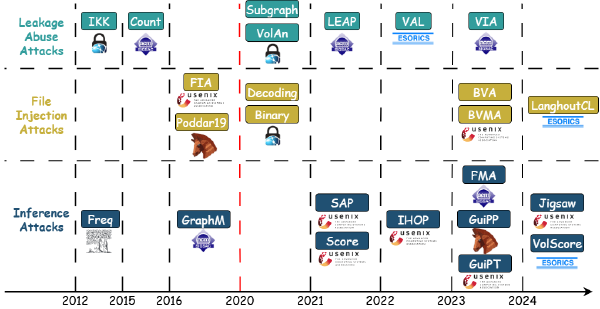 Leakage
Abuse
Attacks
IKK
Count
Subgraph
VolAn
LEAP
VAL
ESORICS
VIA
File
Injection
Attacks
FIA
usenix
Poddar19
Decoding
Binary
BVA
BVMA
usenix
LanghoutCL
ESORICS
Inference
Attacks
Freq
GraphM
SAP
usenix
Score
usenix
IHOP
usenix
FMA
GuiPP
GuiPT
usenix
Jigsaw
usenix
VolScore
ESORICS
2012
2015
2016
2020
2021
2022
2023
2024